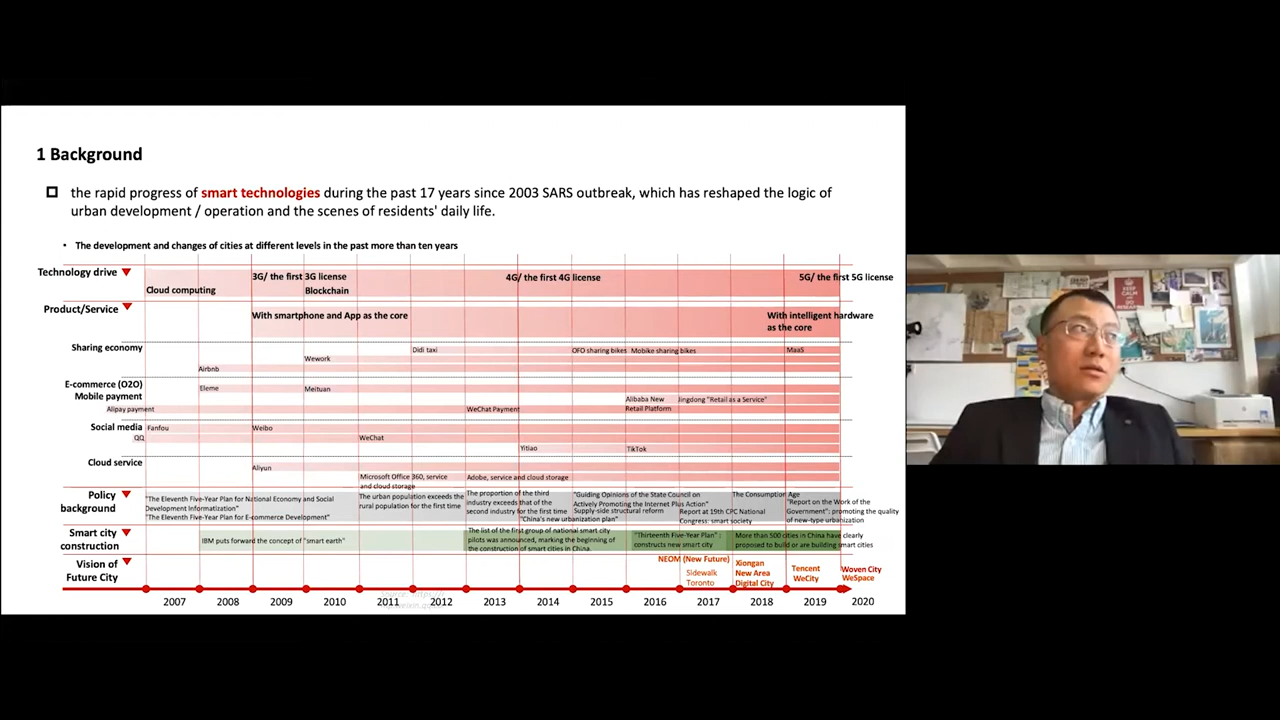 1 Background
the rapid progress of smart technologies during the past 17 years since 2003 SARS outbreak, which has reshaped the logic of
urban development / operation and the scenes of residents' daily life.
• The development and changes of cities at different levels in the past more than ten years
Technology drive
3G/ the first 3G license
4G/ the first 4G license
5G/ the first 5G license
Cloud computing
Blockchain
Product/Service
With smartphone and App as the core
With intelligent hardware
as the core
Sharing economy
Didi taxi
OFO sharing bikes
Mobike sharing bikes
MaaS
Wework
Airbnb
E-commerce (O2O)
Mobile payment
Eleme
Meituan
Alibaba New
Retail Platform
Jingdong "Retail as a Service"
Alipay payment
WeChat Payment
Social media
Fanfou
Weibo
QQ
WeChat
Yitiao
TikTok
Cloud service
Aliyun
Microsoft Office 360, service
and cloud storage
Adobe, service and cloud storage
Policy
background
"The Eleventh Five-Year Plan for National Economy and Social
Development Informatization"
"The Eleventh Five-Year Plan for E-commerce Development"
The urban population exceeds the
rural population for the first time
The proportion of the third
industry exceeds that of the
second industry for the first time
"China's new urbanization plan"
"Guiding Opinions of the State Council on
Actively Promoting the Internet Plus Action"
Supply-side structural reform
Report at 19th CPC National
Congress: smart society
The Consumption Age
"Report on the Work of the
Government": promoting the quality
of new-type urbanization
Smart city
construction
IBM puts forward the concept of "smart earth"
The list of the first group of national smart city
pilots was announced, marking the beginning of
the construction of smart cities in China.
"Thirteenth Five-Year Plan" :
constructs new smart city
More than 500 cities in China have clearly
proposed to build or are building smart cities
Vision of
Future City
NEOM (New Future)
Sidewalk
Toronto
Xiongan
New Area
Digital City
Tencent
WeCity
Woven City
WeSpace
2007 2008 2009 2010 2011 2012 2013 2014 2015 2016 2017 2018 2019 2020
KEEP
CALM